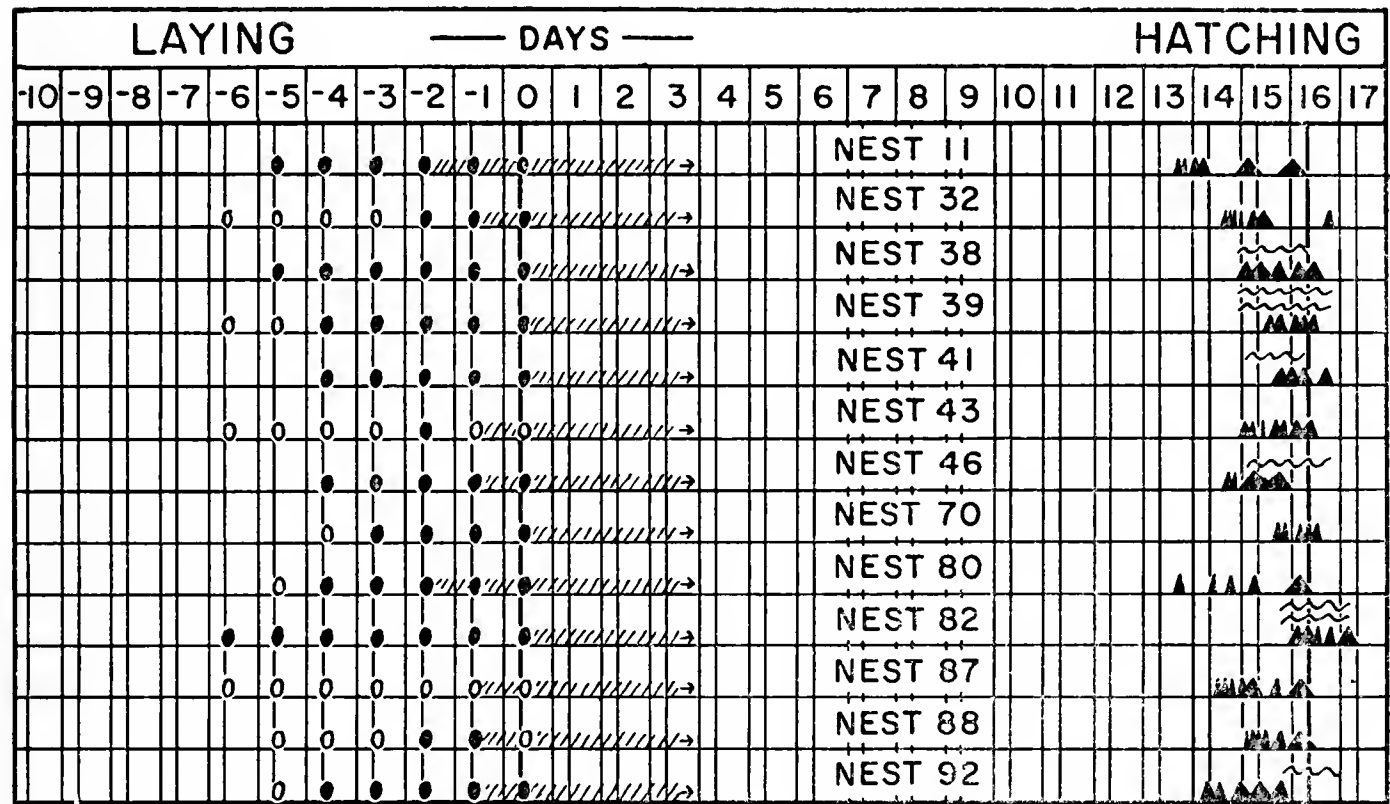 LAYING — DAYS — HATCHING
-10 -9 -8 -7 -6 -5 -4 -3 -2 -1 0 1 2 3 4 5 6 7 8 9 10 11 12 13 14 15 16 17
NEST 11
NEST 32
NEST 38
NEST 39
NEST 41
NEST 43
NEST 46
NEST 70
NEST 80
NEST 82
NEST 87
NEST 88
NEST 92